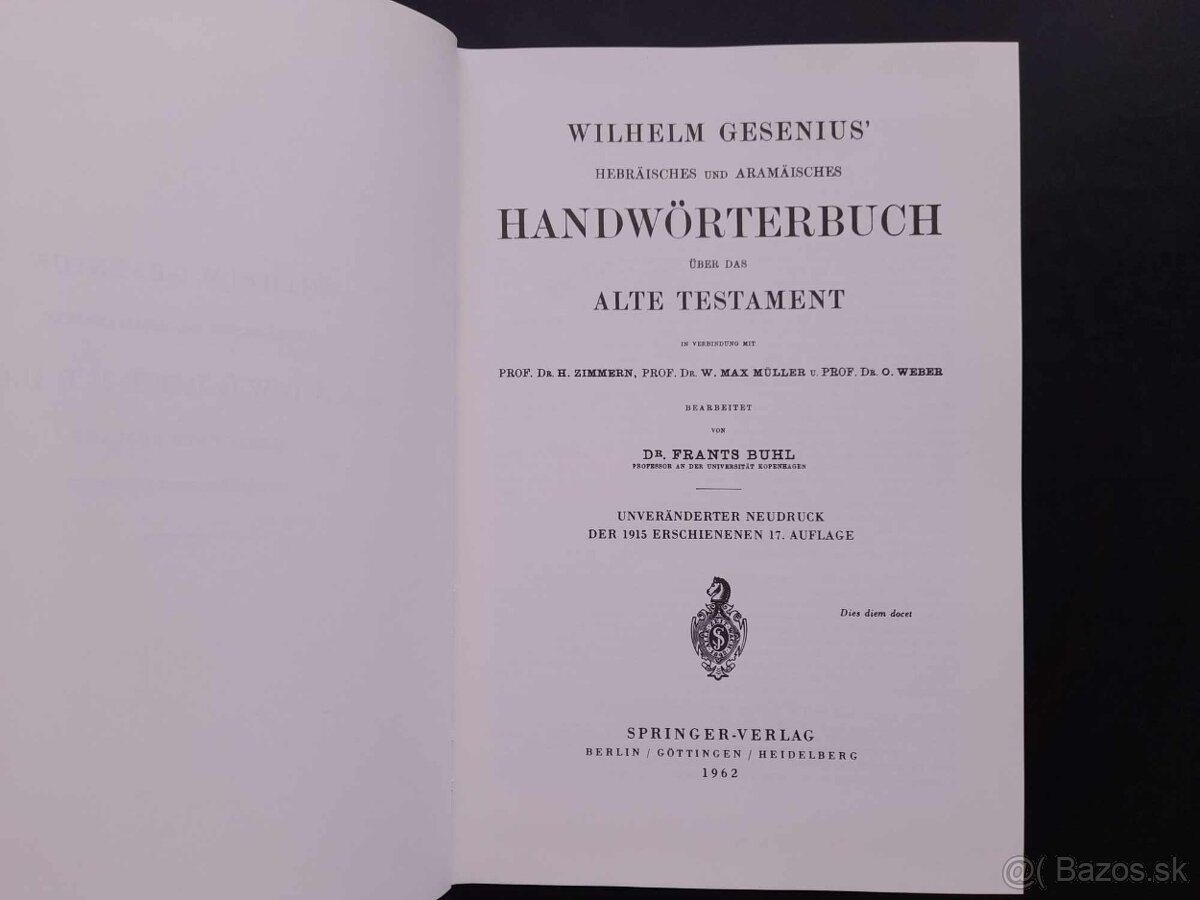 WILHELM GESENIUS'
HEBRÄISCHES UND ARAMÄISCHES
HANDWÖRTERBUCH
ÜBER DAS
ALTE TESTAMENT
IN VERBINDUNG MIT
PROF. DR. H. ZIMMERN, PROF. DR. W. MAX MÜLLER U. PROF. DR. O. WEBER
BEARBEITET
VON
DR. FRANTS BUHL
PROFESSOR AN DER UNIVERSITÄT KOPENHAGEN
UNVERÄNDERTER NEUDRUCK
DER 1915 ERSCHIENENEN 17. AUFLAGE
Dies diem docet
SPRINGER-VERLAG
BERLIN / GÖTTINGEN / HEIDELBERG
1962
@( Bazos.sk